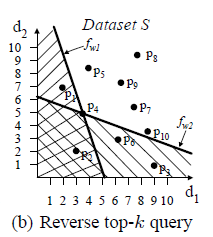 d2 Dataset S
10
9
8
7
6
5
4
3
2
1
fw1
p8
p5
p9
p1
p7
p4
fw2
p10
p6
p2
p3
1 2 3 4 5 6 7 8 9 10
d1
(b) Reverse top-k query